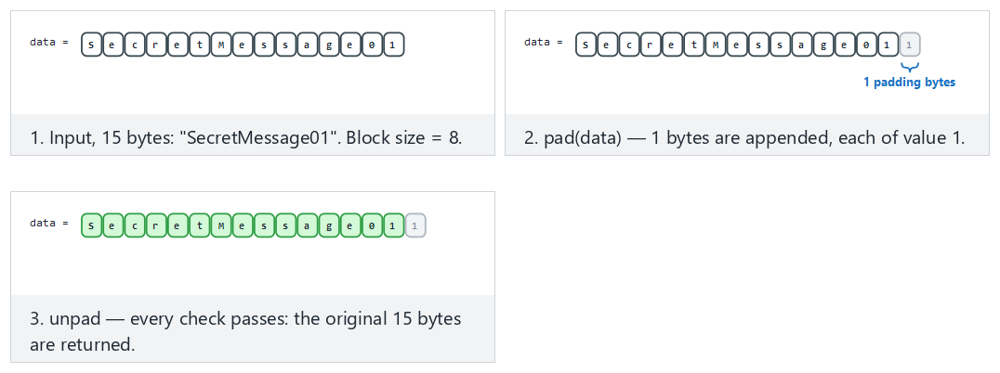 data = S e c r e t M e s s a g e 0 1
1. Input, 15 bytes: "SecretMessage01". Block size = 8.
data = S e c r e t M e s s a g e 0 1 1
1 padding bytes
2. pad(data) — 1 bytes are appended, each of value 1.
data = S e c r e t M e s s a g e 0 1 1
3. unpad — every check passes: the original 15 bytes
are returned.